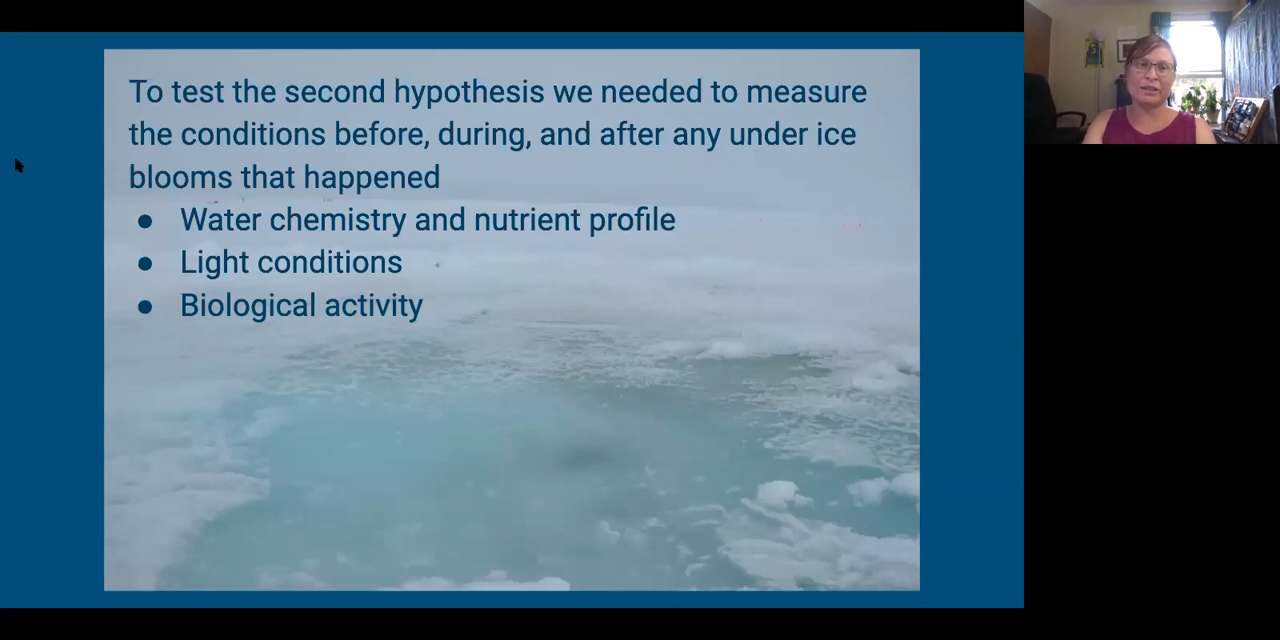 To test the second hypothesis we needed to measure
the conditions before, during, and after any under ice
blooms that happened
● Water chemistry and nutrient profile
● Light conditions
● Biological activity